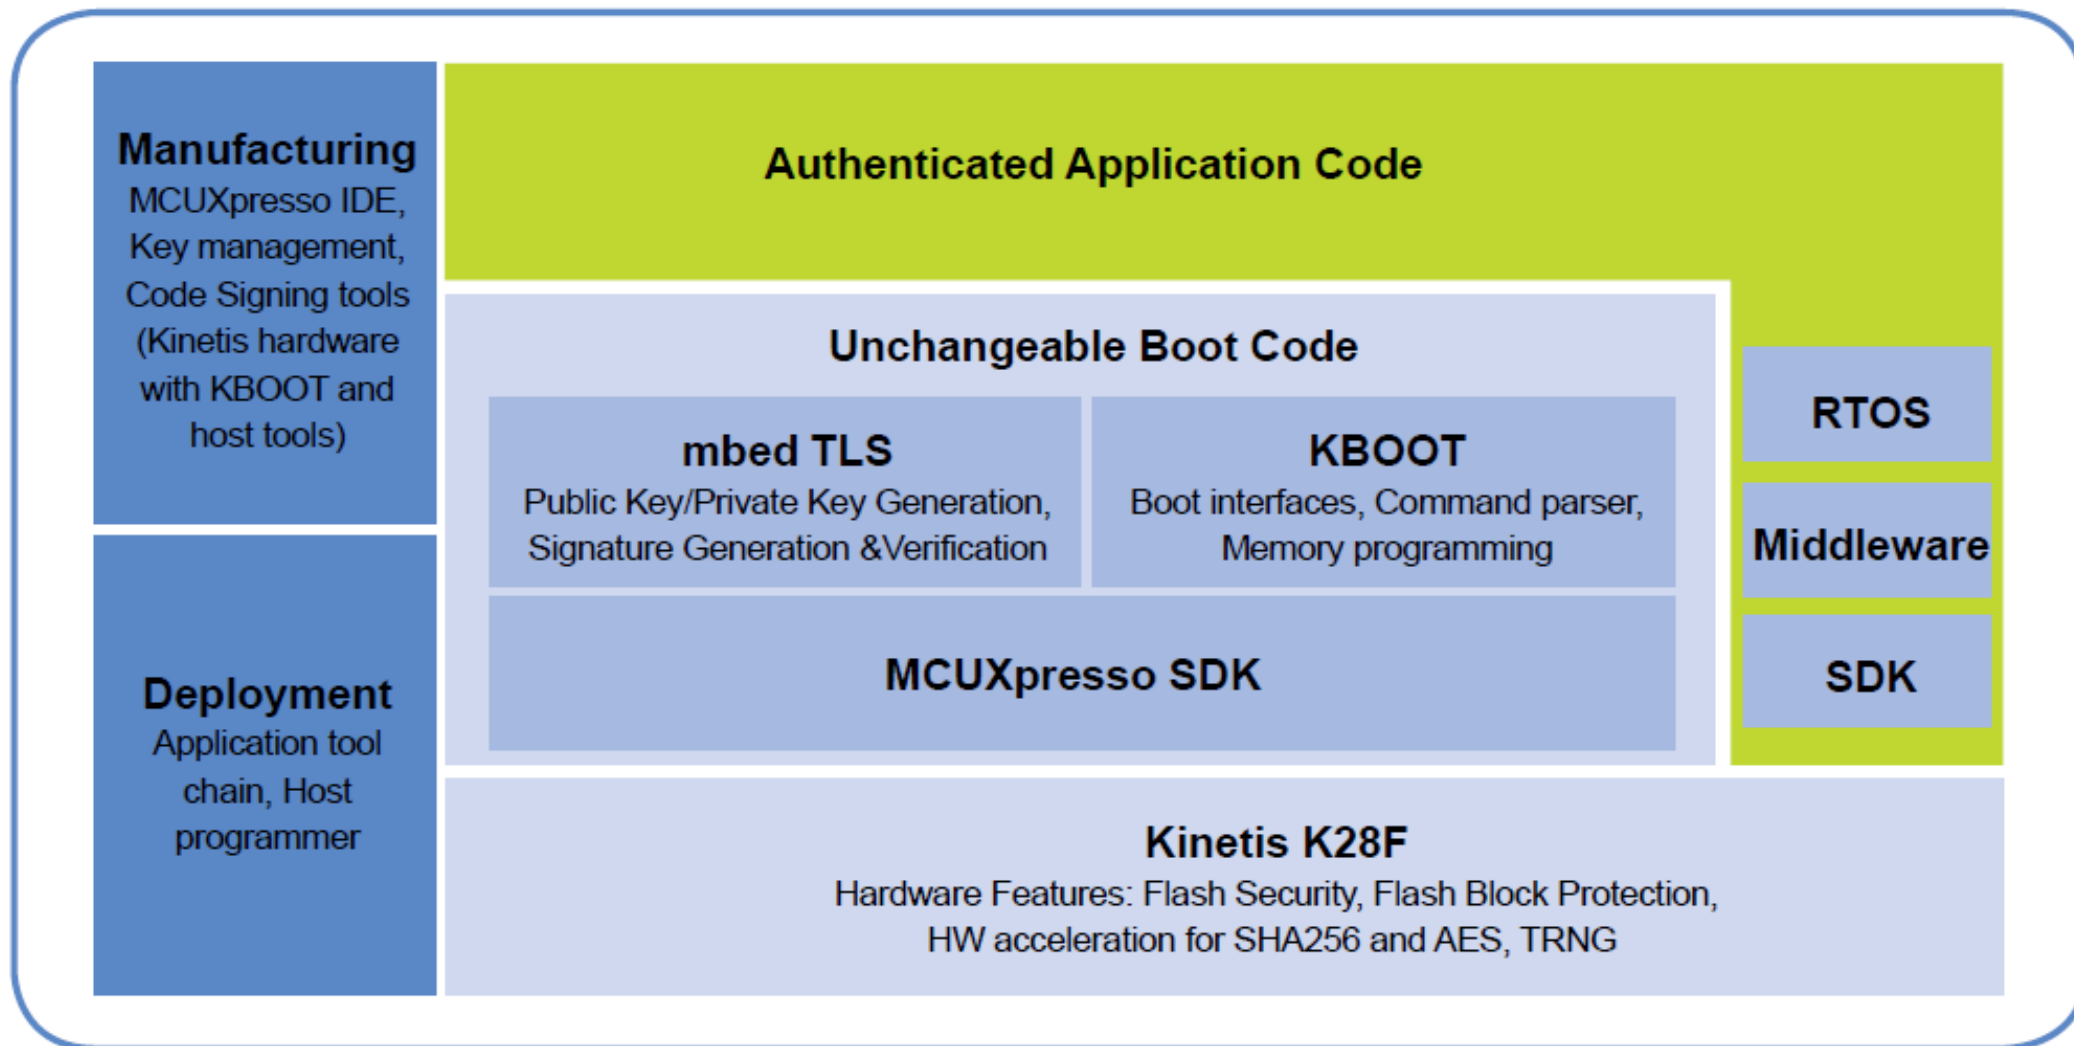 Manufacturing
MCUXpresso IDE,
Key management,
Code Signing tools
(Kinetis hardware
with KBOOT and
host tools)
Deployment
Application tool
chain, Host
programmer
Authenticated Application Code
Unchangeable Boot Code
mbed TLS
Public Key/Private Key Generation,
Signature Generation &Verification
KBOOT
Boot interfaces, Command parser,
Memory programming
MCUXpresso SDK
RTOS
Middleware
SDK
Kinetis K28F
Hardware Features: Flash Security, Flash Block Protection,
HW acceleration for SHA256 and AES, TRNG